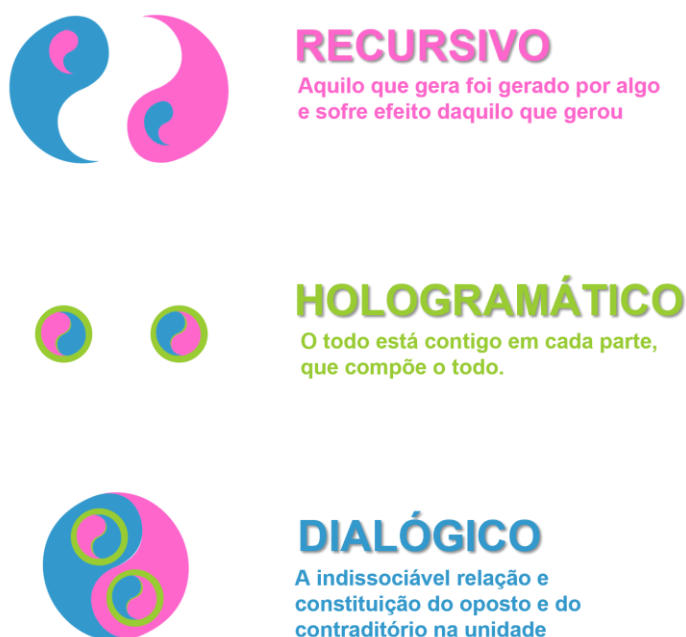 RECURSIVO
Aquilo que gera foi gerado por algo
e sofre efeito daquilo que gerou
HOLOGRAMÁTICO
O todo está contigo em cada parte,
que compõe o todo.
DIALÓGICO
A indissociável relação e
constituição do oposto e do
contraditório na unidade